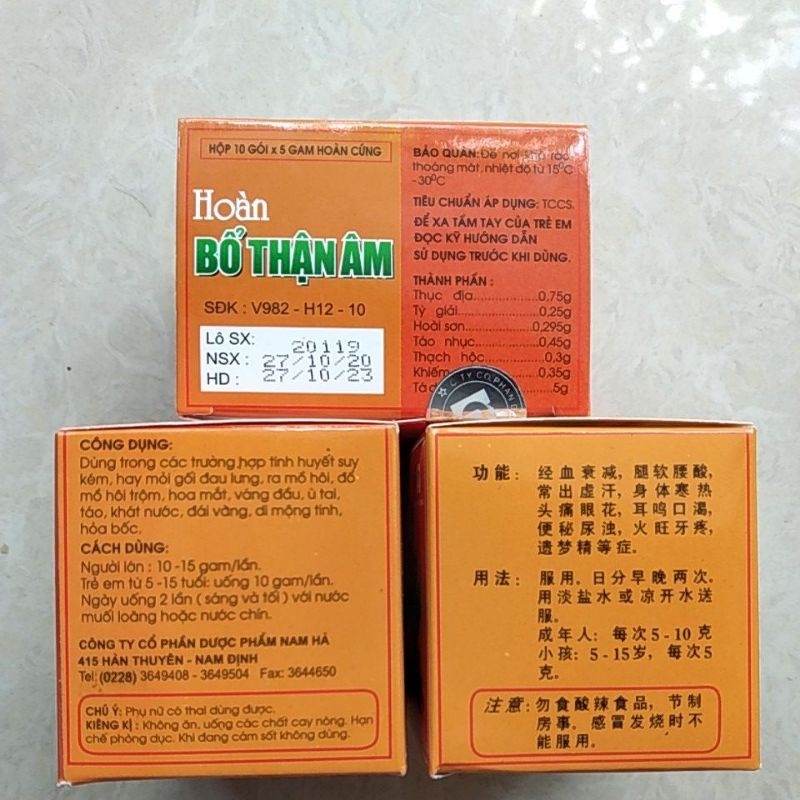 HỘP 10 GÓI x 5 GAM HOÀN CỨNG
Hoàn
BỔ THẬN ÂM
SĐK : V982 - H12 - 10
Lô SX: 20119
NSX : 27/10/20
HD : 27/10/23
BẢO QUẢN: Để nơi khô ráo,
thoáng mát, nhiệt độ từ 15⁰C
-30⁰C
TIÊU CHUẨN ÁP DỤNG: TCCS.
ĐỂ XA TẦM TAY CỦA TRẺ EM
ĐỌC KỸ HƯỚNG DẪN
SỬ DỤNG TRƯỚC KHI DÙNG.
THÀNH PHẦN :
Thục địa.....................0,75g
Tỳ giải.......................0,25g
Hoài sơn...................0,295g
Táo nhục...................0,45g
Thạch hộc.................0,3g
Khiếm 0,35g
Tá 5g
C.TY CO.PHAN
CÔNG DỤNG:
Dùng trong các trường hợp tinh huyết suy
kém, hay mỏi gối đau lưng, ra mồ hôi, đổ
mồ hôi trộm, hoa mắt, váng đầu, ù tai,
táo, khát nước, đái vàng, di mộng tinh,
hỏa bốc.
CÁCH DÙNG:
Người lớn : 10 -15 gam/lần.
Trẻ em từ 5 -15 tuổi: uống 10 gam/lần.
Ngày uống 2 lần ( sáng và tối ) với nước
muối loãng hoặc nước chín.
CÔNG TY CỔ PHẦN DƯỢC PHẨM NAM HÀ
415 HÀN THUYÊN - NAM ĐỊNH
Tel: (0228) 3649408 - 3649504 Fax: 3644650
CHÚ Ý: Phụ nữ có thai dùng được.
KIÊNG KỊ : Không ăn, uống các chất cay nóng. Hạn
chế phòng dục. Khi đang cảm sốt không dùng.
功能: 经血衰减, 腿软腰酸,
常出虚汗, 身体寒热
头痛眼花, 耳鸣口渴,
便秘尿浊, 火旺牙疼,
遗梦精等症。
用法: 服用。日分早晚两次。
用淡盐水或凉开水送
服。
成年人: 每次5-10克
小孩: 5-15岁, 每次5
克。
注意: 勿食酸辣食品, 节制
房事。感冒发烧时不
能服用。